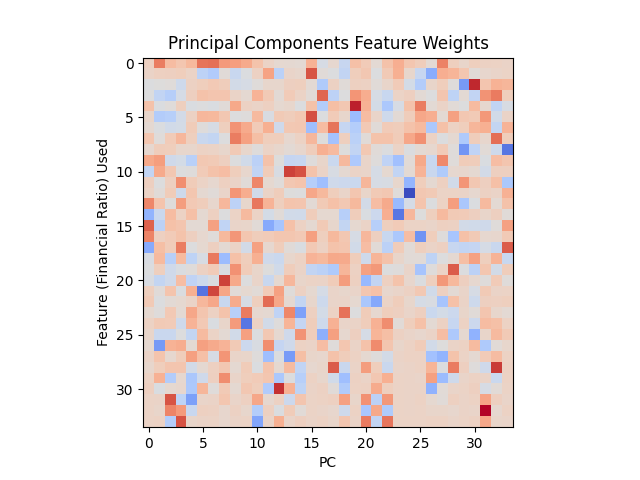 Principal Components Feature Weights
Feature (Financial Ratio) Used
0
5
10
15
20
25
30
0 5 10 15 20 25 30
PC